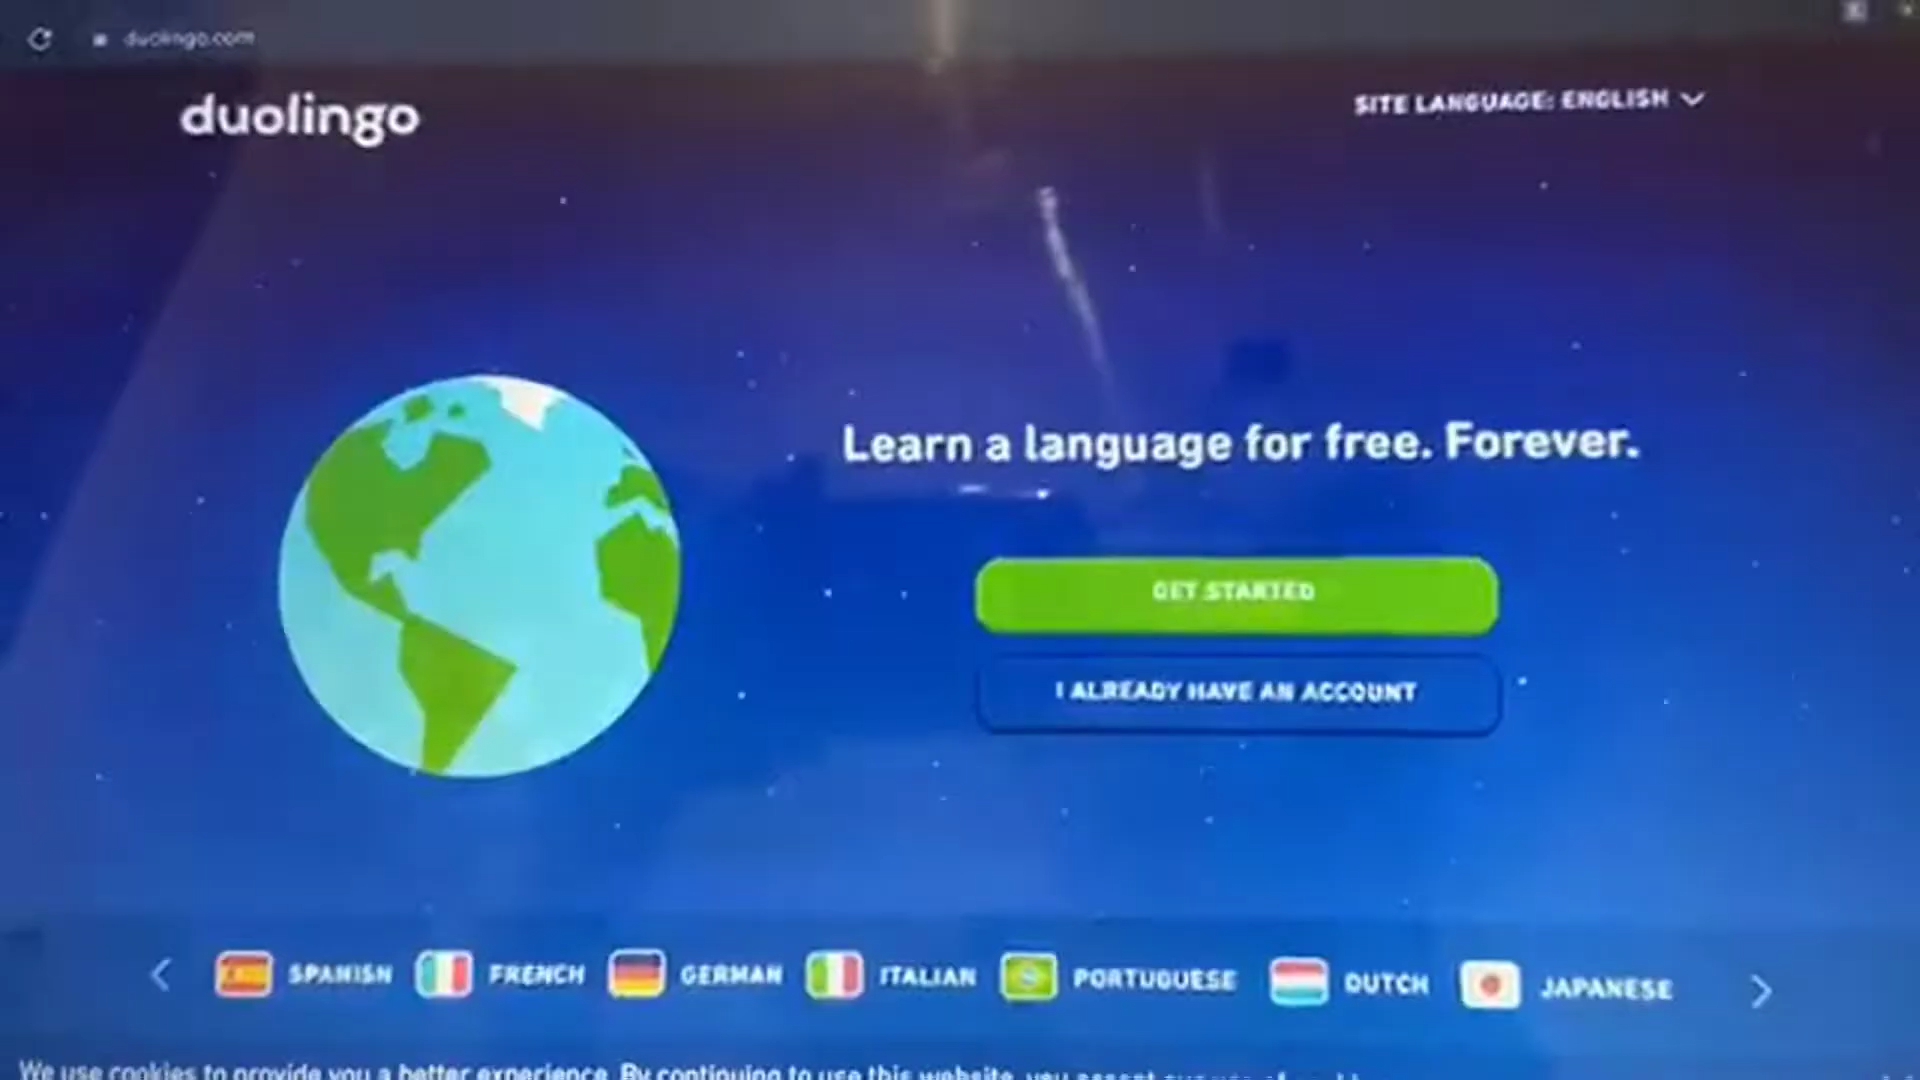 duolingo.com
duolingo
SITE LANGUAGE: ENGLISH
Learn a language for free. Forever.
GET STARTED
I ALREADY HAVE AN ACCOUNT
SPANISH FRENCH GERMAN ITALIAN PORTUGUESE DUTCH JAPANESE
We use cookies to provide you a better experience. By continuing to use this website, you accept